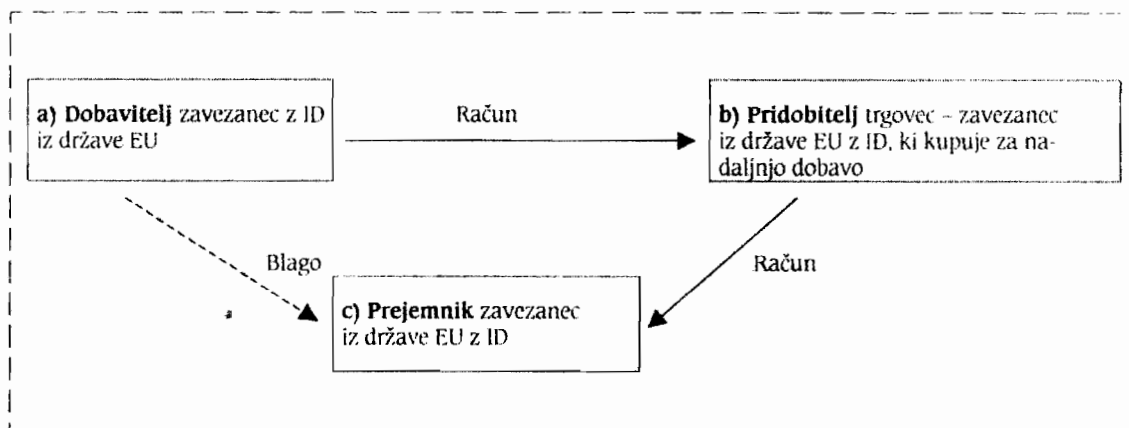 a) Dobavitelj zavezanec z ID
iz države EU
Račun
b) Pridobitelj trgovec – zavezanec
iz države EU z ID, ki kupuje za na-
daljnjo dobavo
Blago
Račun
c) Prejemnik zavezanec
iz države EU z ID